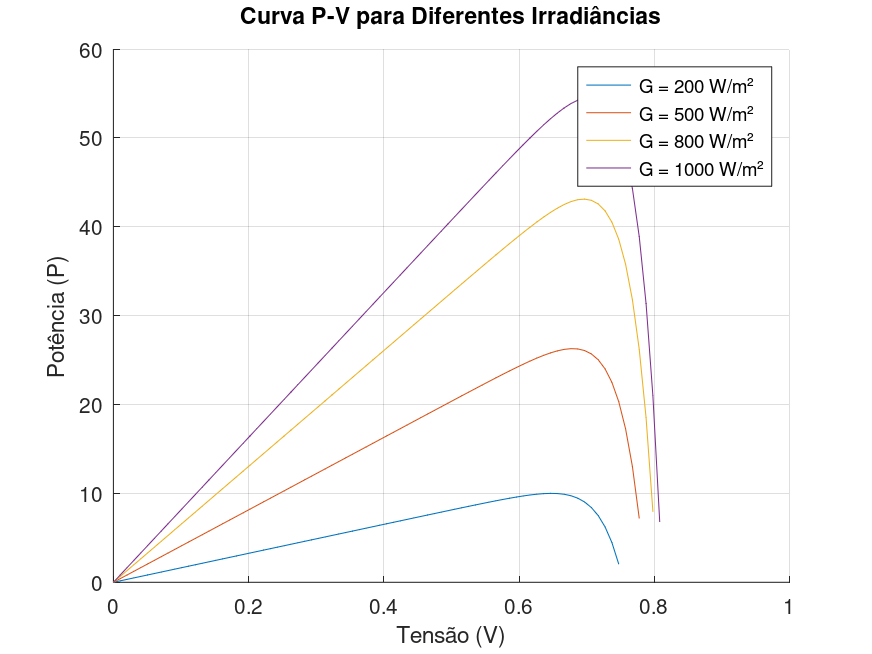 Curva P-V para Diferentes Irradiâncias
60
50
40
30
20
10
0
Potência (P)
G = 200 W/m²
G = 500 W/m²
G = 800 W/m²
G = 1000 W/m²
0 0.2 0.4 0.6 0.8 1
Tensão (V)